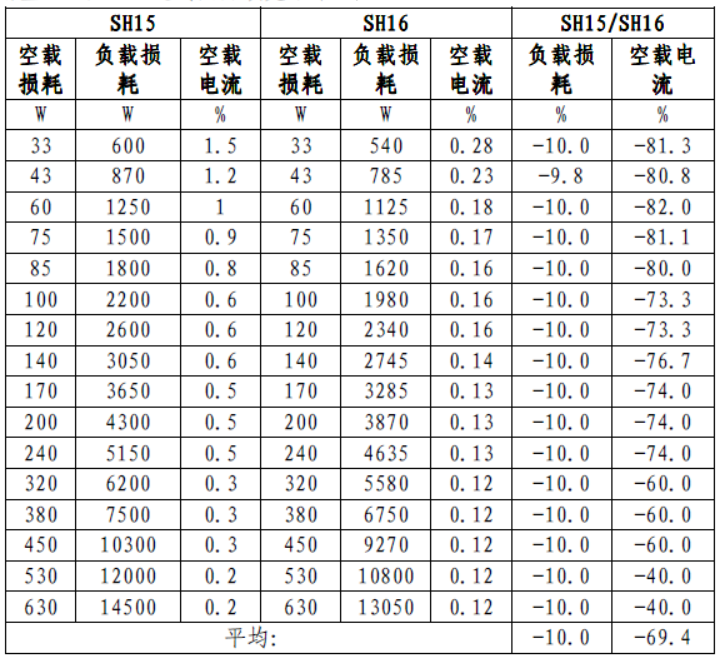 SH15 SH16 SH15/SH16
空载损耗 负载损耗 空载电流 空载损耗 负载损耗 空载电流 负载损耗 空载电流
W W % W W % % %
33 600 1.5 33 540 0.28 -10.0 -81.3
43 870 1.2 43 785 0.23 -9.8 -80.8
60 1250 1 60 1125 0.18 -10.0 -82.0
75 1500 0.9 75 1350 0.17 -10.0 -81.1
85 1800 0.8 85 1620 0.16 -10.0 -80.0
100 2200 0.6 100 1980 0.16 -10.0 -73.3
120 2600 0.6 120 2340 0.16 -10.0 -73.3
140 3050 0.6 140 2745 0.14 -10.0 -76.7
170 3650 0.5 170 3285 0.13 -10.0 -74.0
200 4300 0.5 200 3870 0.13 -10.0 -74.0
240 5150 0.5 240 4635 0.13 -10.0 -74.0
320 6200 0.3 320 5580 0.12 -10.0 -60.0
380 7500 0.3 380 6750 0.12 -10.0 -60.0
450 10300 0.3 450 9270 0.12 -10.0 -60.0
530 12000 0.2 530 10800 0.12 -10.0 -40.0
630 14500 0.2 630 13050 0.12 -10.0 -40.0
平均: -10.0 -69.4